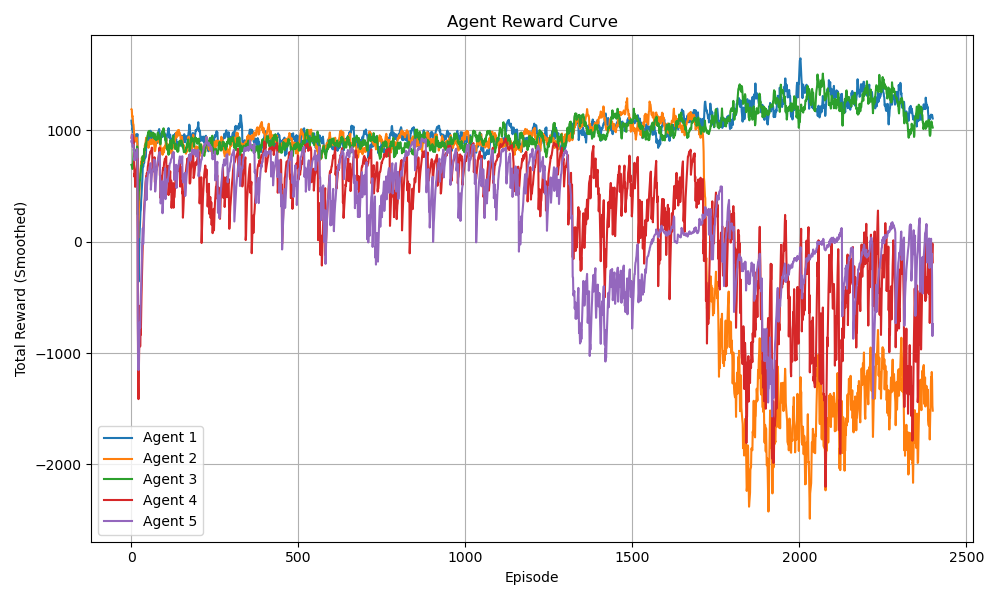 Agent Reward Curve
Total Reward (Smoothed)
1000
0
−1000
−2000
Agent 1
Agent 2
Agent 3
Agent 4
Agent 5
0
500
1000
1500
2000
2500
Episode